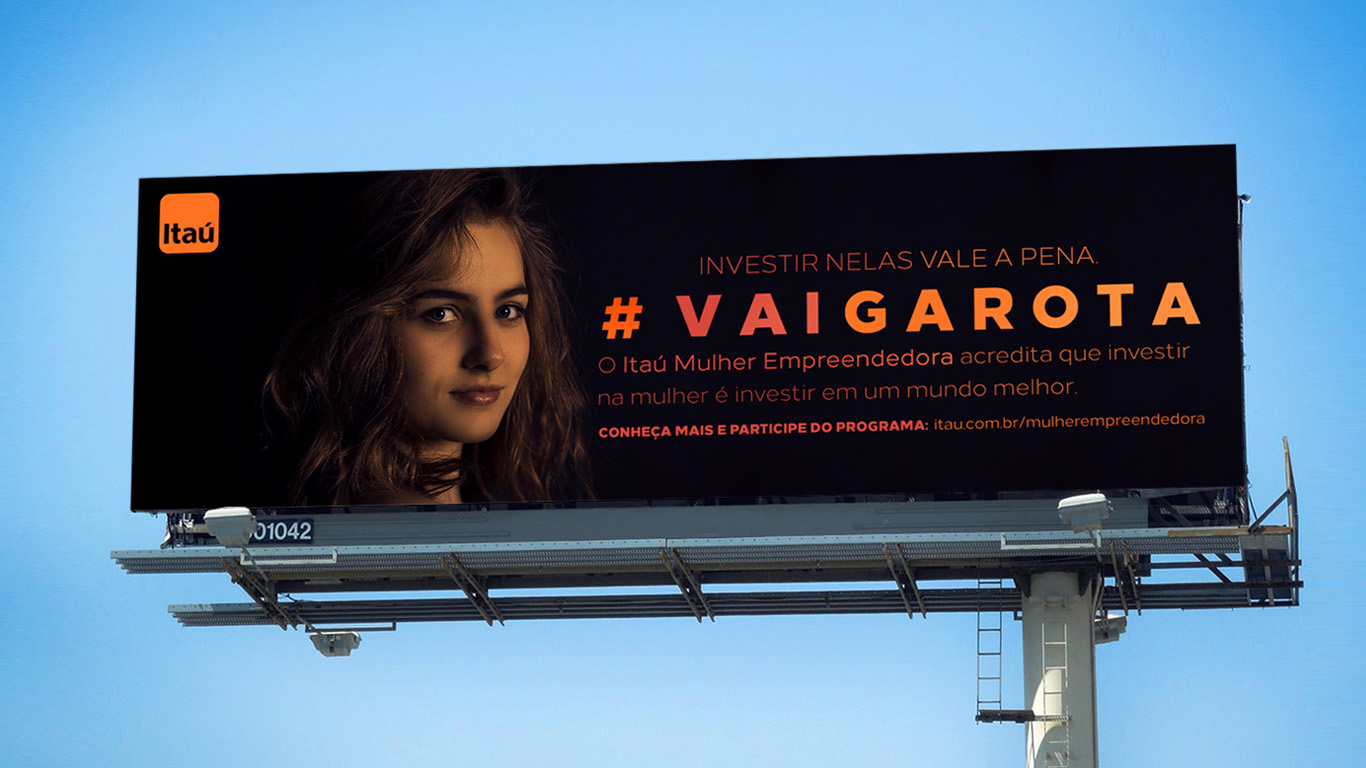 Itaú
INVESTIR NELAS VALE A PENA.
# VAIGAROTA
O Itaú Mulher Empreendedora acredita que investir
na mulher é investir em um mundo melhor.
CONHEÇA MAIS E PARTICIPE DO PROGRAMA: itau.com.br/mulherempreendedora
01042